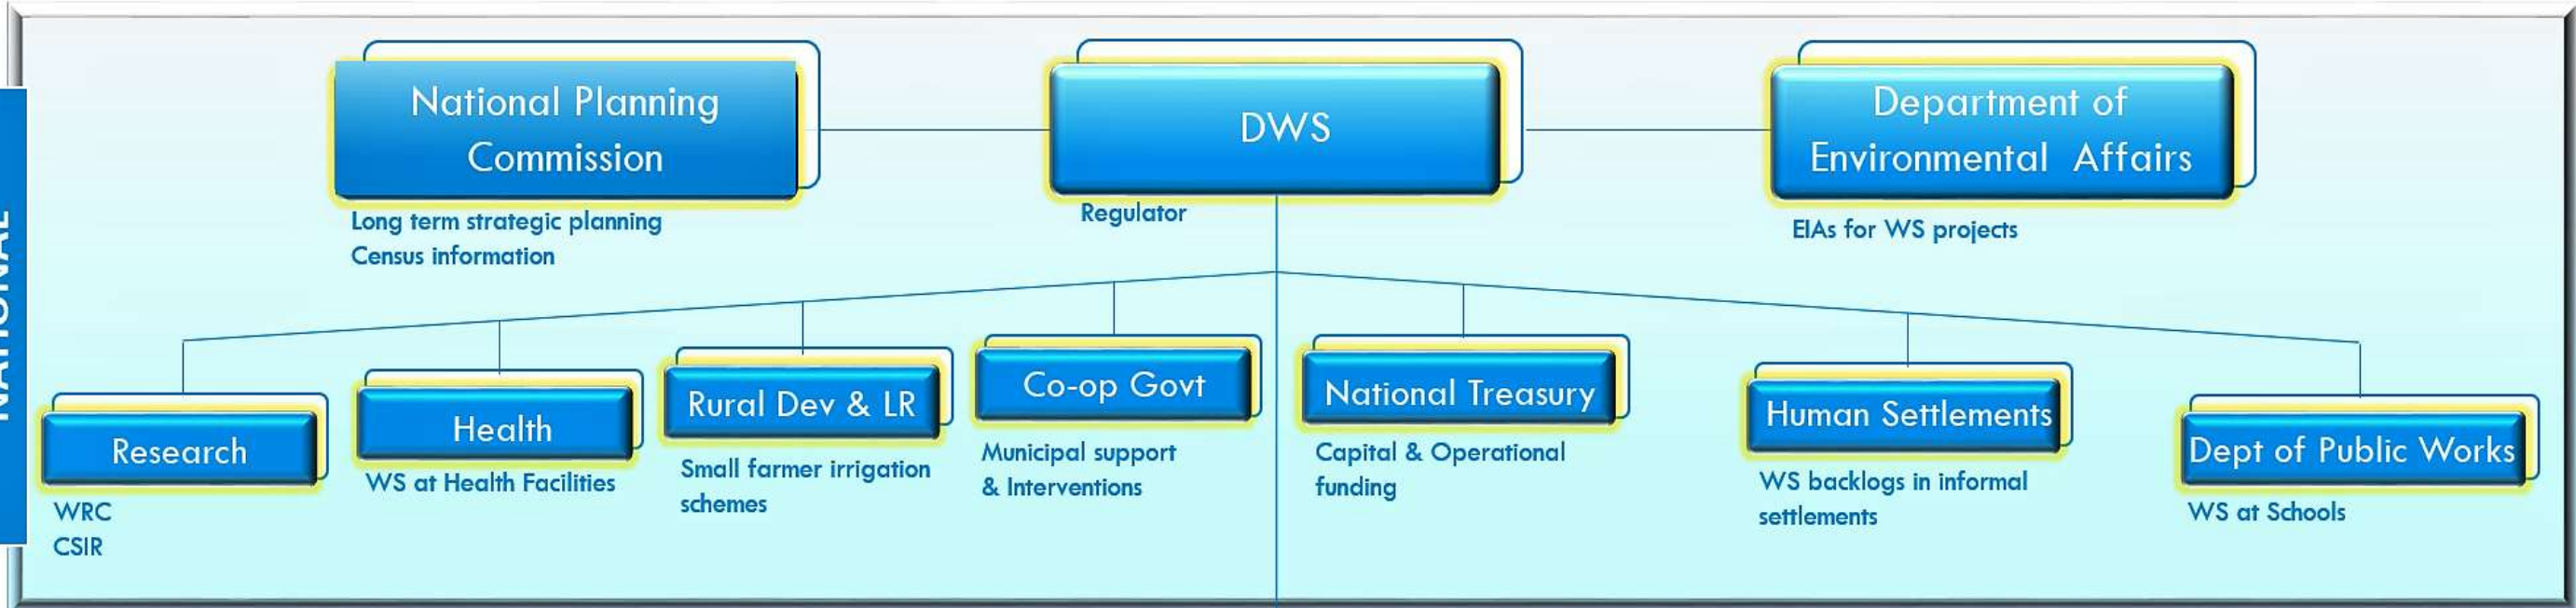 NATIONAL
National Planning
Commission
Long term strategic planning
Census information
DWS
Regulator
Department of
Environmental Affairs
EIAs for WS projects
Research
WRC
CSIR
Health
WS at Health Facilities
Rural Dev & LR
Small farmer irrigation
schemes
Co-op Govt
Municipal support
& Interventions
National Treasury
Capital & Operational
funding
Human Settlements
WS backlogs in informal
settlements
Dept of Public Works
WS at Schools